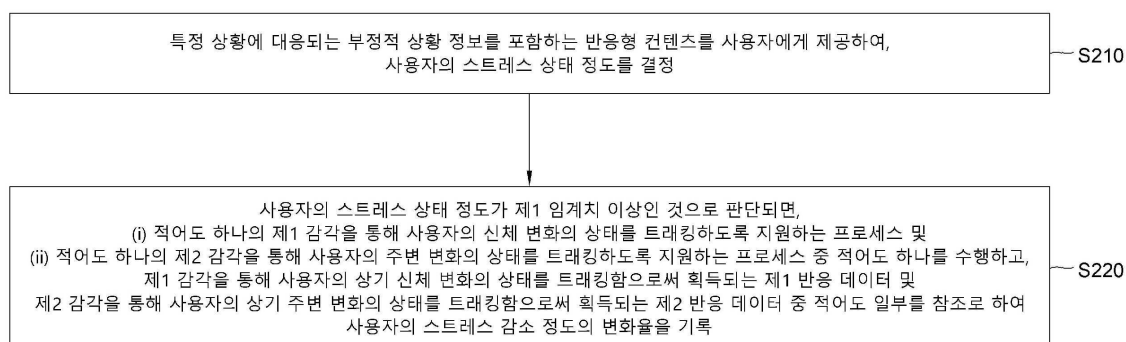 특정 상황에 대응되는 부정적 상황 정보를 포함하는 반응형 컨텐츠를 사용자에게 제공하여,
사용자의 스트레스 상태 정도를 결정
S210
사용자의 스트레스 상태 정도가 제1 임계치 이상인 것으로 판단되면,
(i) 적어도 하나의 제1 감각을 통해 사용자의 신체 변화의 상태를 트래킹하도록 지원하는 프로세스 및
(ii) 적어도 하나의 제2 감각을 통해 사용자의 주변 변화의 상태를 트래킹하도록 지원하는 프로세스 중 적어도 하나를 수행하고,
제1 감각을 통해 사용자의 상기 신체 변화의 상태를 트래킹함으로써 획득되는 제1 반응 데이터 및
제2 감각을 통해 사용자의 상기 주변 변화의 상태를 트래킹함으로써 획득되는 제2 반응 데이터 중 적어도 일부를 참조로 하여
사용자의 스트레스 감소 정도의 변화율을 기록
S220